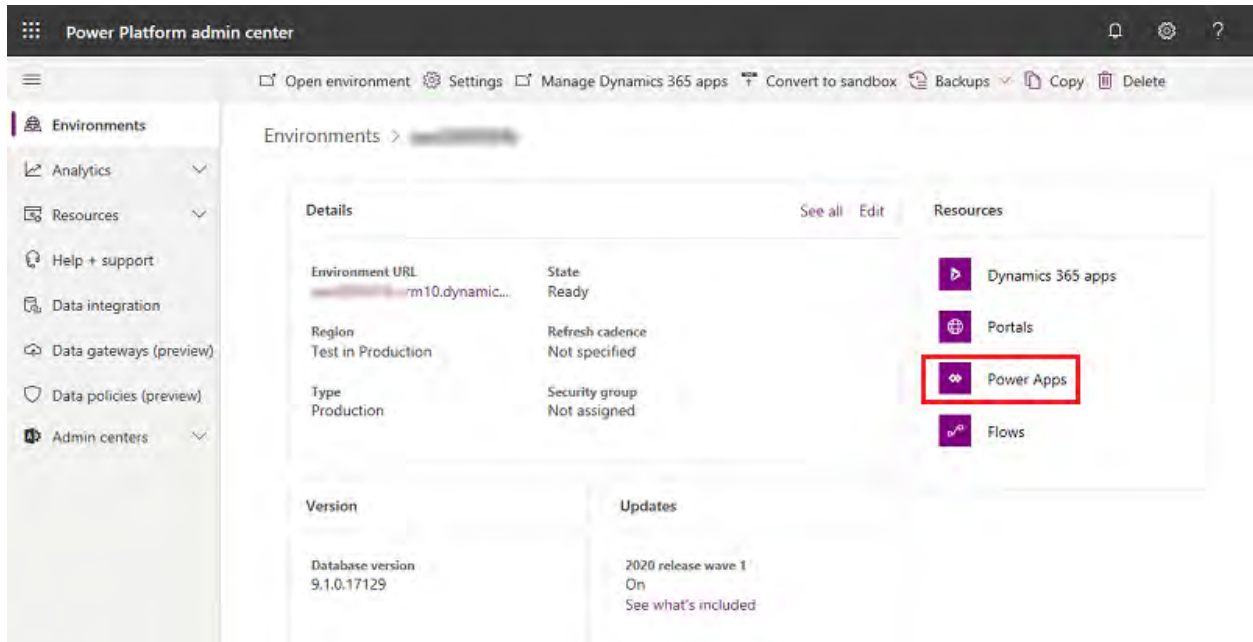 Power Platform admin center
?
Open environment Settings Manage Dynamics 365 apps Convert to sandbox Backups Copy Delete
Environments
Analytics
Resources
Help + support
Data integration
Data gateways (preview)
Data policies (preview)
Admin centers
Environments >
Details See all Edit
Environment URL
rm10.dynamic...
State
Ready
Region
Test in Production
Refresh cadence
Not specified
Type
Production
Security group
Not assigned
Resources
Dynamics 365 apps
Portals
Power Apps
Flows
Version
Database version
9.1.0.17129
Updates
2020 release wave 1
On
See what's included